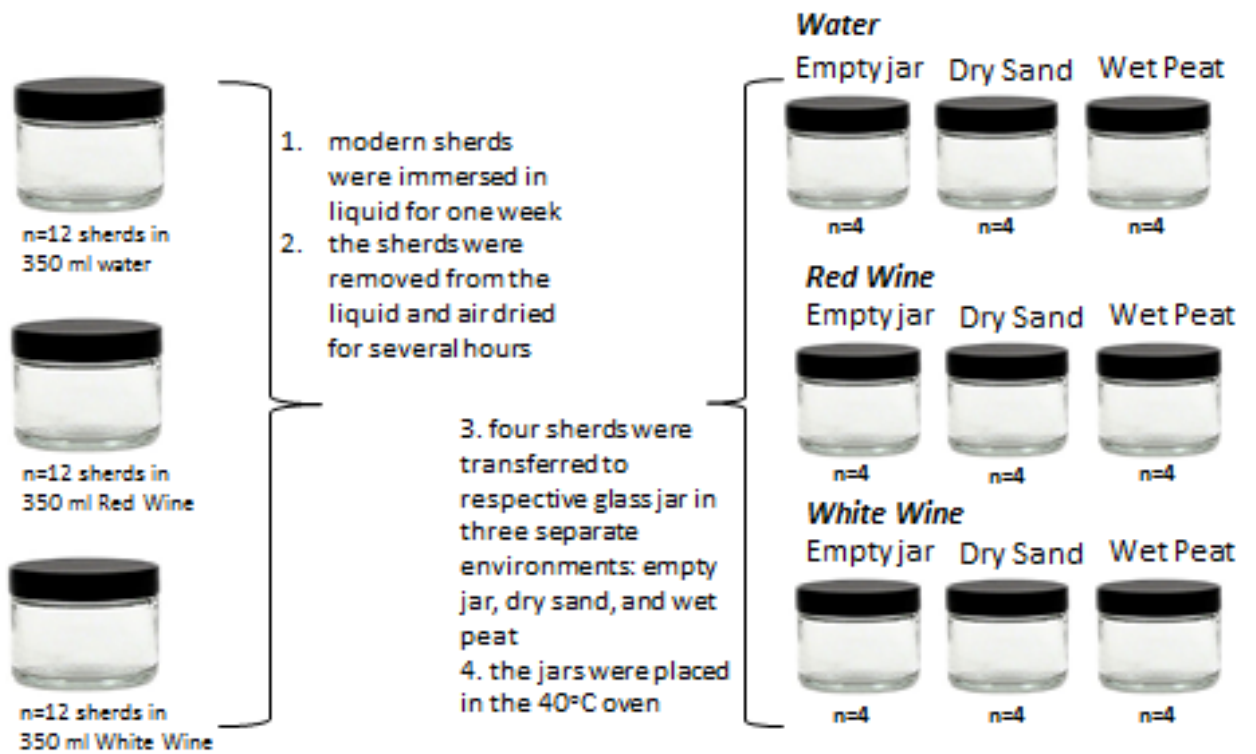 n=12 sherds in
350 ml water
n=12 sherds in
350 ml Red Wine
n=12 sherds in
350 ml White Wine
1. modern sherds
were immersed in
liquid for one week
2. the sherds were
removed from the
liquid and air dried
for several hours
3. four sherds were
transferred to
respective glass jar in
three separate
environments: empty
jar, dry sand, and wet
peat
4. the jars were placed
in the 40°C oven
Water
Empty jar Dry Sand Wet Peat
n=4 n=4 n=4
Red Wine
Empty jar Dry Sand Wet Peat
n=4 n=4 n=4
White Wine
Empty jar Dry Sand Wet Peat
n=4 n=4 n=4